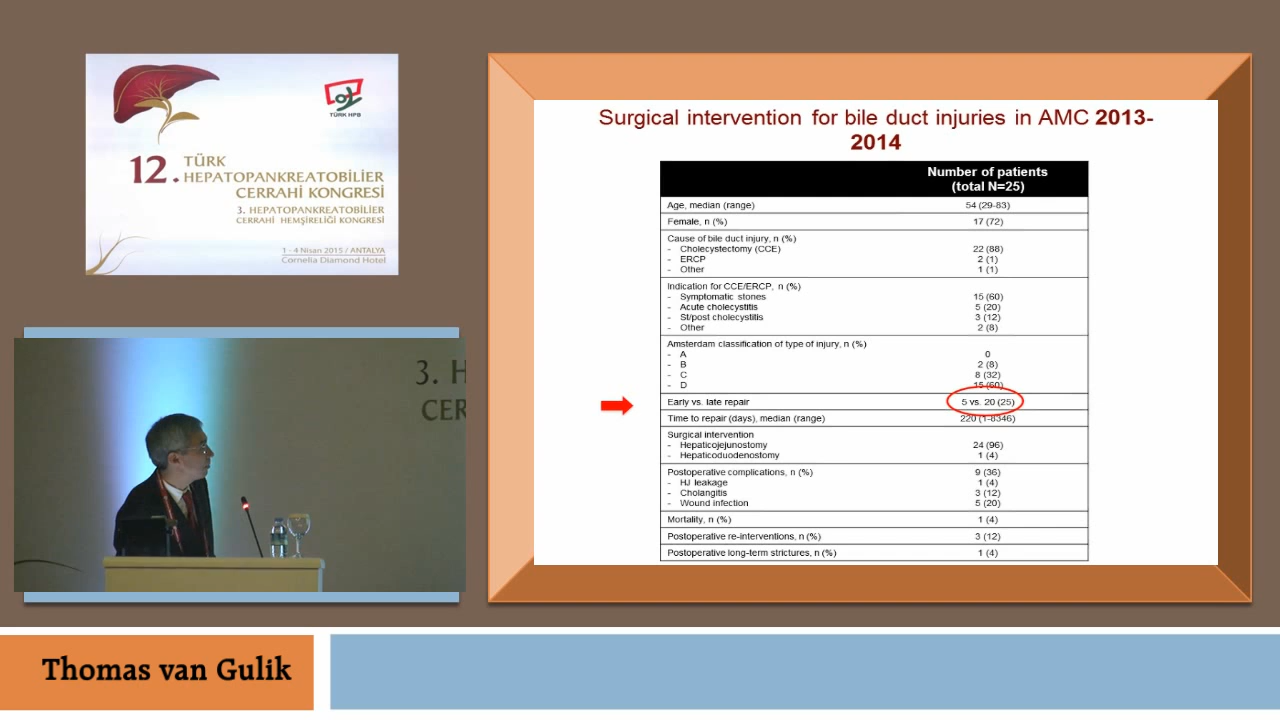 TÜRK HPB
12. TÜRK
HEPATOPANKREATOBİLİER
CERRAHİ KONGRESİ
3. HEPATOPANKREATOBİLİER
CERRAHİ HEMŞİRELİĞİ KONGRESİ
1 - 4 Nisan 2015 / ANTALYA
Cornelia Diamond Hotel
3. H
CER
Surgical intervention for bile duct injuries in AMC 2013-
2014
Number of patients
(total N=25)
Age, median (range) 54 (29-83)
Female, n (%) 17 (72)
Cause of bile duct injury, n (%)
- Cholecystectomy (CCE) 22 (88)
- ERCP 2 (1)
- Other 1 (1)
Indication for CCE/ERCP, n (%)
- Symptomatic stones 15 (60)
- Acute cholecystitis 5 (20)
- St/post cholecystitis 3 (12)
- Other 2 (8)
Amsterdam classification of type of injury, n (%)
- A 0
- B 2 (8)
- C 8 (32)
- D 15 (60)
Early vs. late repair 5 vs. 20 (25)
Time to repair (days), median (range) 220 (1-8346)
Surgical intervention
- Hepaticojejunostomy 24 (96)
- Hepaticoduodenostomy 1 (4)
Postoperative complications, n (%) 9 (36)
- HJ leakage 1 (4)
- Cholangitis 3 (12)
- Wound infection 5 (20)
Mortality, n (%) 1 (4)
Postoperative re-interventions, n (%) 3 (12)
Postoperative long-term strictures, n (%) 1 (4)
Thomas van Gulik